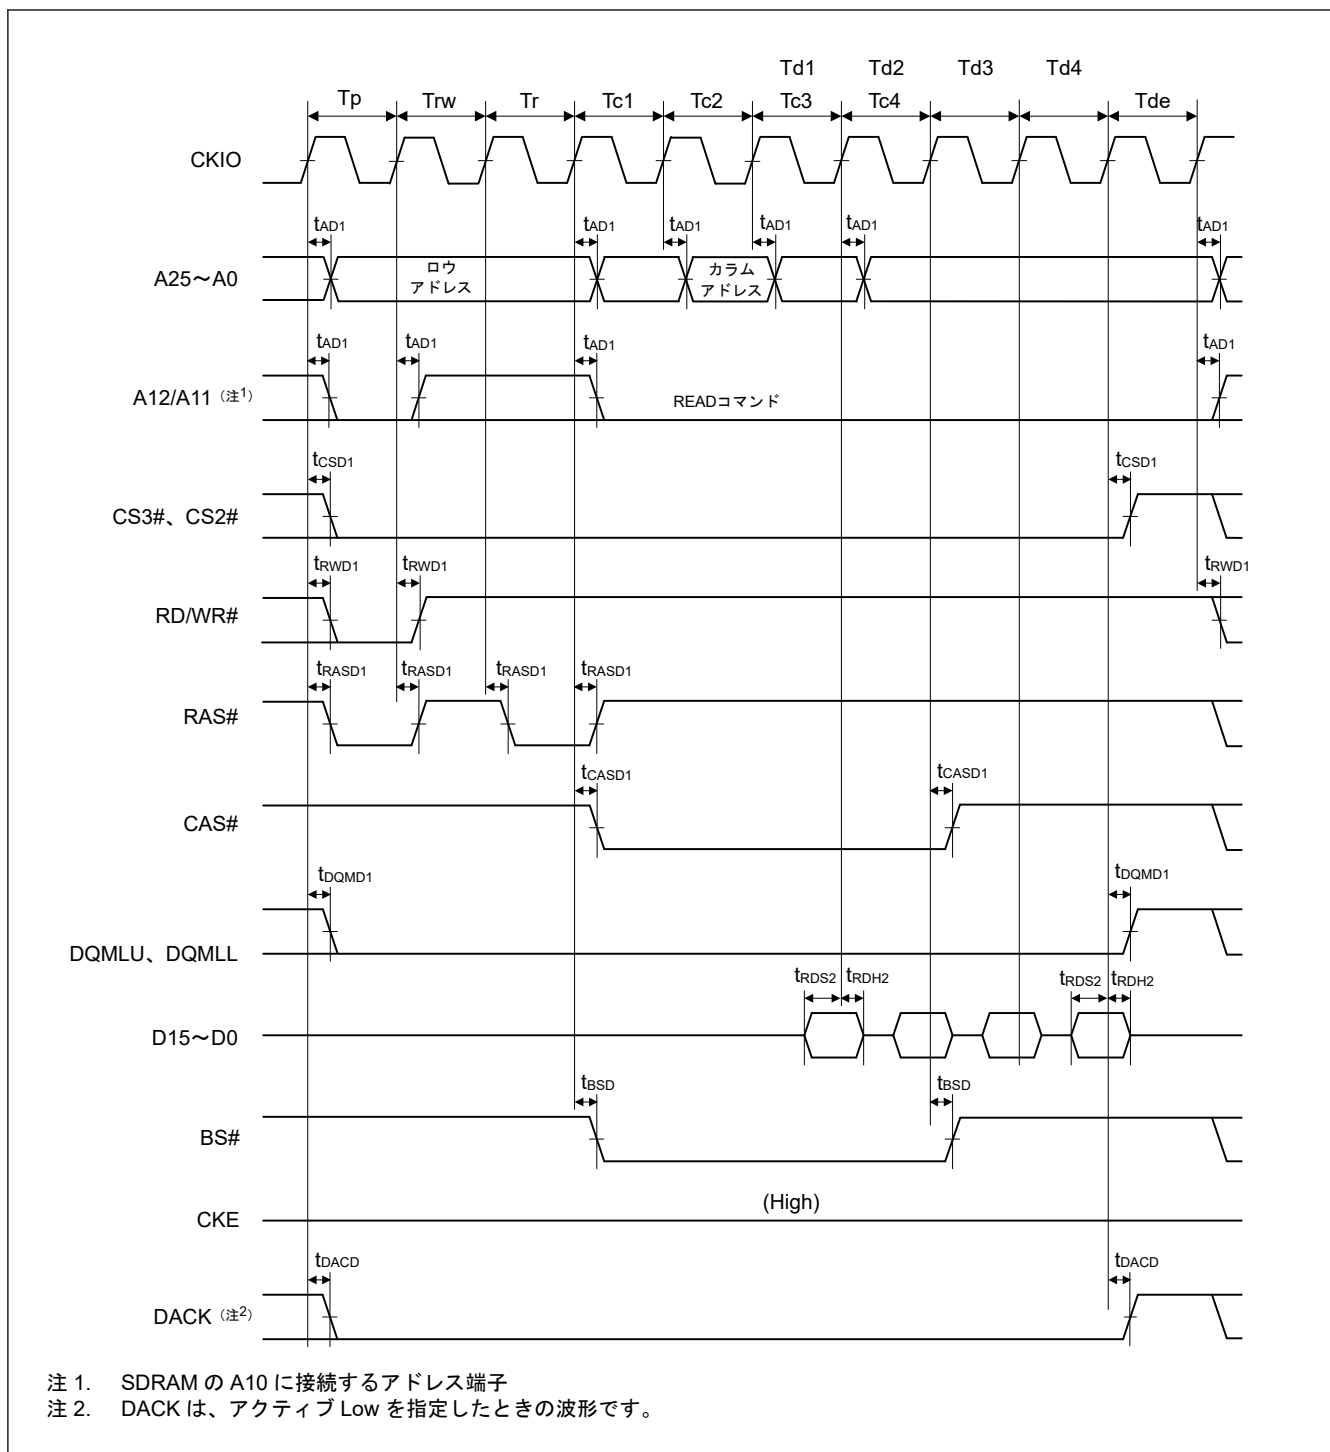 Td1 Td2 Td3 Td4
Tp Trw Tr Tc1 Tc2 Tc3 Tc4 Tde
CKIO
tAD1 tAD1 tAD1 tAD1 tAD1 tAD1
A25～A0
ロウ
アドレス
カラム
アドレス
tAD1 tAD1 tAD1 tAD1
A12/A11（注1）
READコマンド
tCSD1 tCSD1
CS3#、CS2#
tRWD1 tRWD1 tRWD1
RD/WR#
tRASD1 tRASD1 tRASD1 tRASD1
RAS#
tCASD1 tCASD1
CAS#
tDQMD1 tDQMD1
DQMLU、DQMLL
tRDS2 tRDH2 tRDS2 tRDH2
D15～D0
tBSD tBSD
BS#
(High)
CKE
tDACD tDACD
DACK（注2）
注 1. SDRAM の A10 に接続するアドレス端子
注 2. DACK は、アクティブ Low を指定したときの波形です。